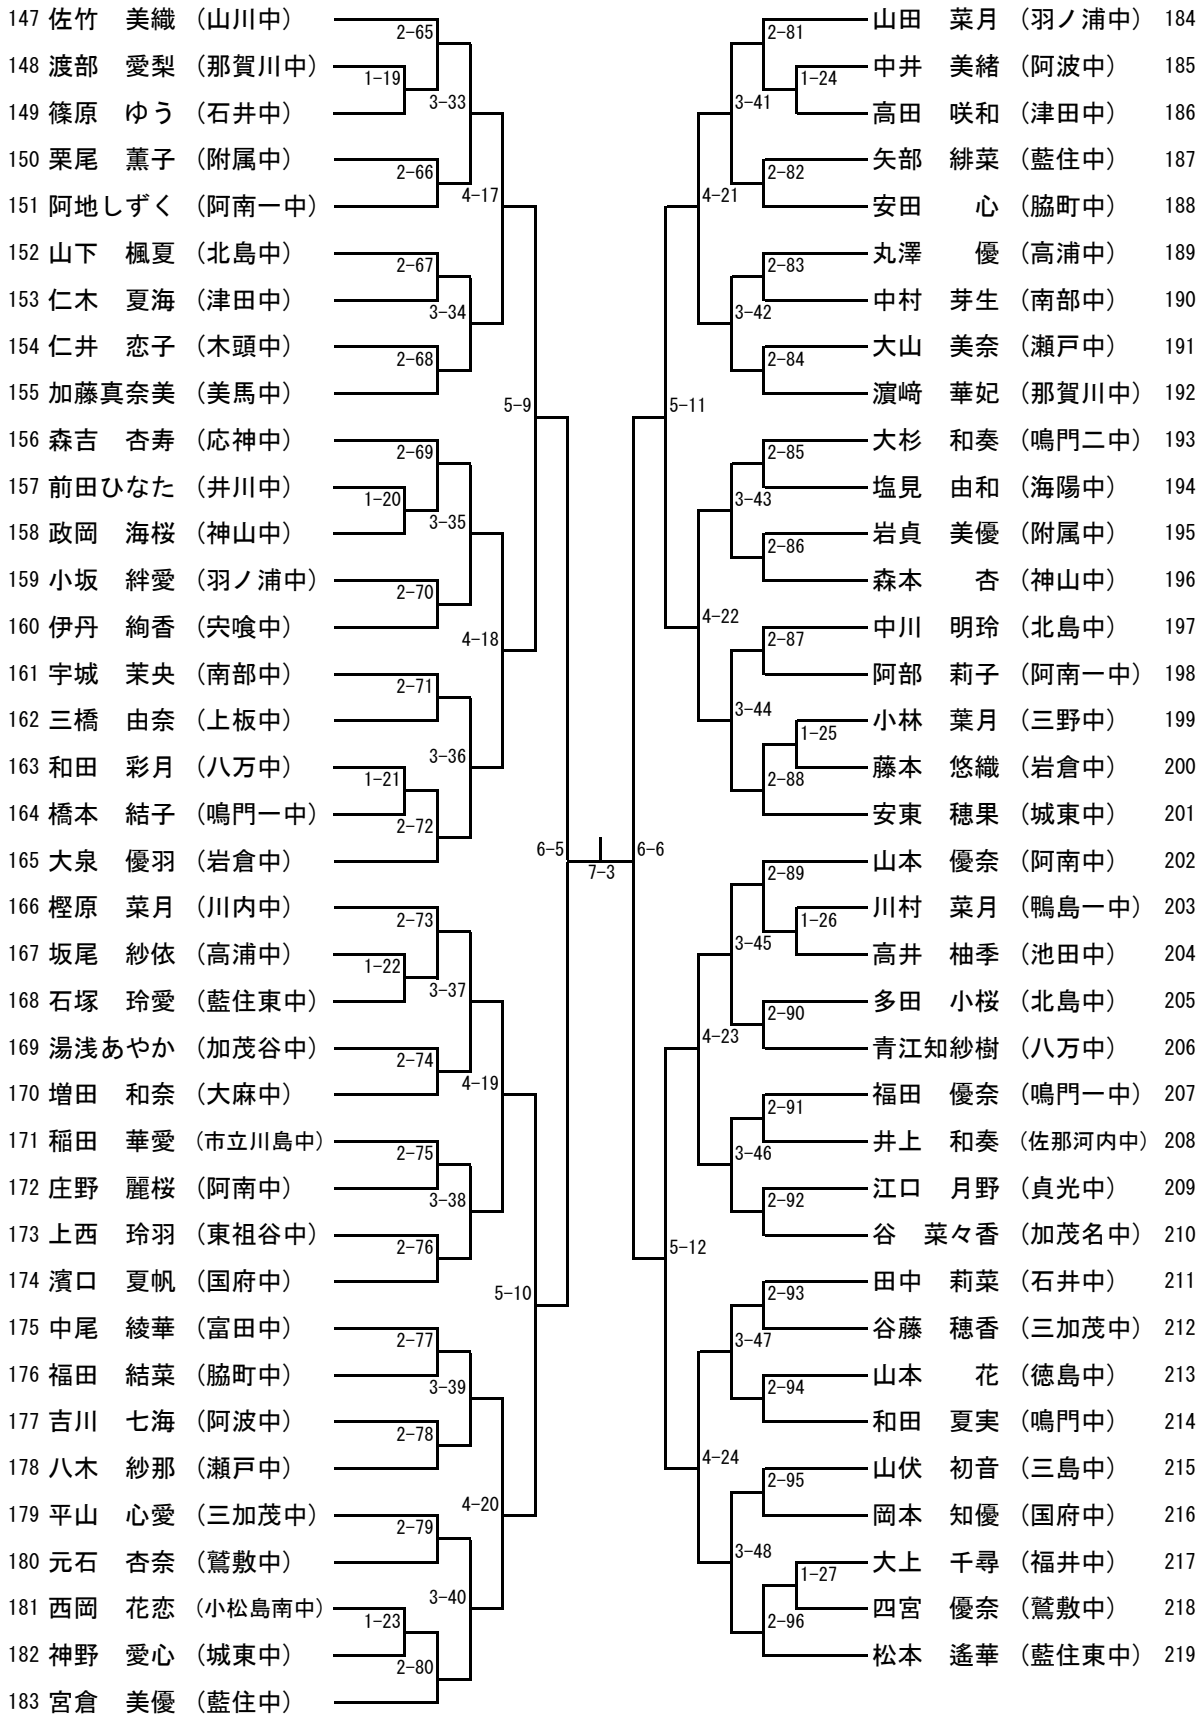 147 佐竹　美織 （山川中）
148 渡部　愛梨 （那賀川中）
149 篠原　ゆう （石井中）
150 栗尾　薫子 （附属中）
151 阿地しずく （阿南一中）
152 山下　楓夏 （北島中）
153 仁木　夏海 （津田中）
154 仁井　恋子 （木頭中）
155 加藤真奈美 （美馬中）
156 森吉　杏寿 （応神中）
157 前田ひなた （井川中）
158 政岡　海桜 （神山中）
159 小坂　絆愛 （羽ノ浦中）
160 伊丹　絢香 （宍喰中）
161 宇城　茉央 （南部中）
162 三橋　由奈 （上板中）
163 和田　彩月 （八万中）
164 橋本　結子 （鳴門一中）
165 大泉　優羽 （岩倉中）
166 樫原　菜月 （川内中）
167 坂尾　紗依 （高浦中）
168 石塚　玲愛 （藍住東中）
169 湯浅あやか （加茂谷中）
170 増田　和奈 （大麻中）
171 稲田　華愛 （市立川島中）
172 庄野　麗桜 （阿南中）
173 上西　玲羽 （東祖谷中）
174 濱口　夏帆 （国府中）
175 中尾　綾華 （富田中）
176 福田　結菜 （脇町中）
177 吉川　七海 （阿波中）
178 八木　紗那 （瀬戸中）
179 平山　心愛 （三加茂中）
180 元石　杏奈 （鷲敷中）
181 西岡　花恋 （小松島南中）
182 神野　愛心 （城東中）
183 宮倉　美優 （藍住中）
2-65
1-19
3-33
2-66
4-17
2-67
3-34
2-68
5-9
2-69
1-20
3-35
2-70
4-18
2-71
3-36
1-21
2-72
6-5
2-73
1-22
3-37
2-74
4-19
2-75
3-38
2-76
5-10
2-77
3-39
2-78
4-20
2-79
3-40
1-23
2-80
7-3
6-6
2-81
1-24
3-41
2-82
4-21
2-83
3-42
2-84
5-11
2-85
3-43
2-86
4-22
2-87
3-44
1-25
2-88
2-89
1-26
3-45
2-90
4-23
2-91
3-46
2-92
5-12
2-93
3-47
2-94
4-24
2-95
3-48
1-27
2-96
山田　菜月 （羽ノ浦中） 184
中井　美緒 （阿波中） 185
高田　咲和 （津田中） 186
矢部　緋菜 （藍住中） 187
安田　　心 （脇町中） 188
丸澤　　優 （高浦中） 189
中村　芽生 （南部中） 190
大山　美奈 （瀬戸中） 191
濵﨑　華妃 （那賀川中） 192
大杉　和奏 （鳴門二中） 193
塩見　由和 （海陽中） 194
岩貞　美優 （附属中） 195
森本　　杏 （神山中） 196
中川　明玲 （北島中） 197
阿部　莉子 （阿南一中） 198
小林　葉月 （三野中） 199
藤本　悠織 （岩倉中） 200
安東　穂果 （城東中） 201
山本　優奈 （阿南中） 202
川村　菜月 （鴨島一中） 203
高井　柚季 （池田中） 204
多田　小桜 （北島中） 205
青江知紗樹 （八万中） 206
福田　優奈 （鳴門一中） 207
井上　和奏 （佐那河内中） 208
江口　月野 （貞光中） 209
谷　菜々香 （加茂名中） 210
田中　莉菜 （石井中） 211
谷藤　穂香 （三加茂中） 212
山本　　花 （徳島中） 213
和田　夏実 （鳴門中） 214
山伏　初音 （三島中） 215
岡本　知優 （国府中） 216
大上　千尋 （福井中） 217
四宮　優奈 （鷲敷中） 218
松本　遙華 （藍住東中） 219